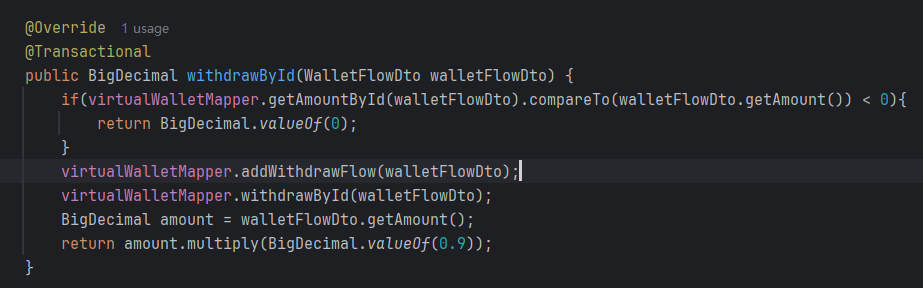 @Override 1 usage
@Transactional
public BigDecimal withdrawById(WalletFlowDto walletFlowDto) {
if(virtualWalletMapper.getAmountById(walletFlowDto).compareTo(walletFlowDto.getAmount()) < 0){
return BigDecimal.valueOf(0);
}
virtualWalletMapper.addWithdrawFlow(walletFlowDto);
virtualWalletMapper.withdrawById(walletFlowDto);
BigDecimal amount = walletFlowDto.getAmount();
return amount.multiply(BigDecimal.valueOf(0.9));
}